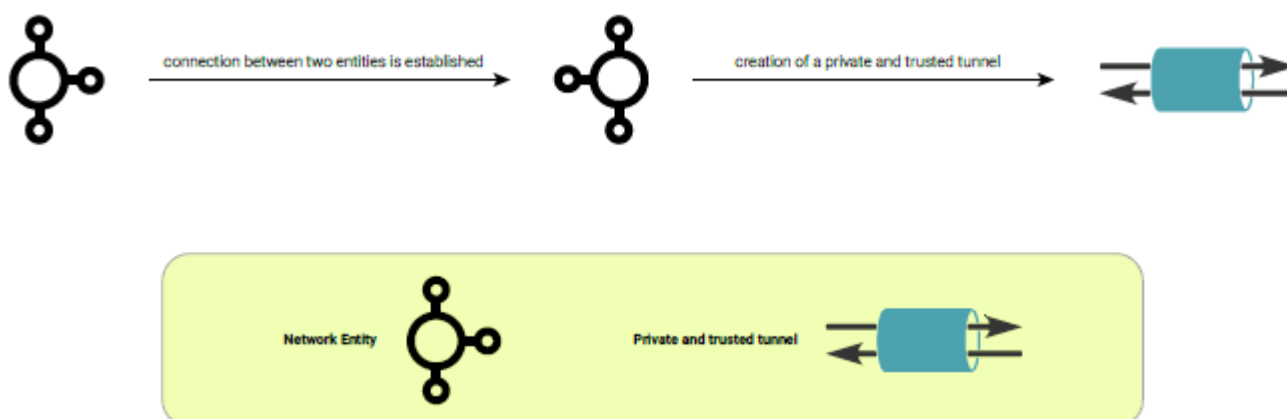 connection between two entities is established
creation of a private and trusted tunnel
Network Entity
Private and trusted tunnel